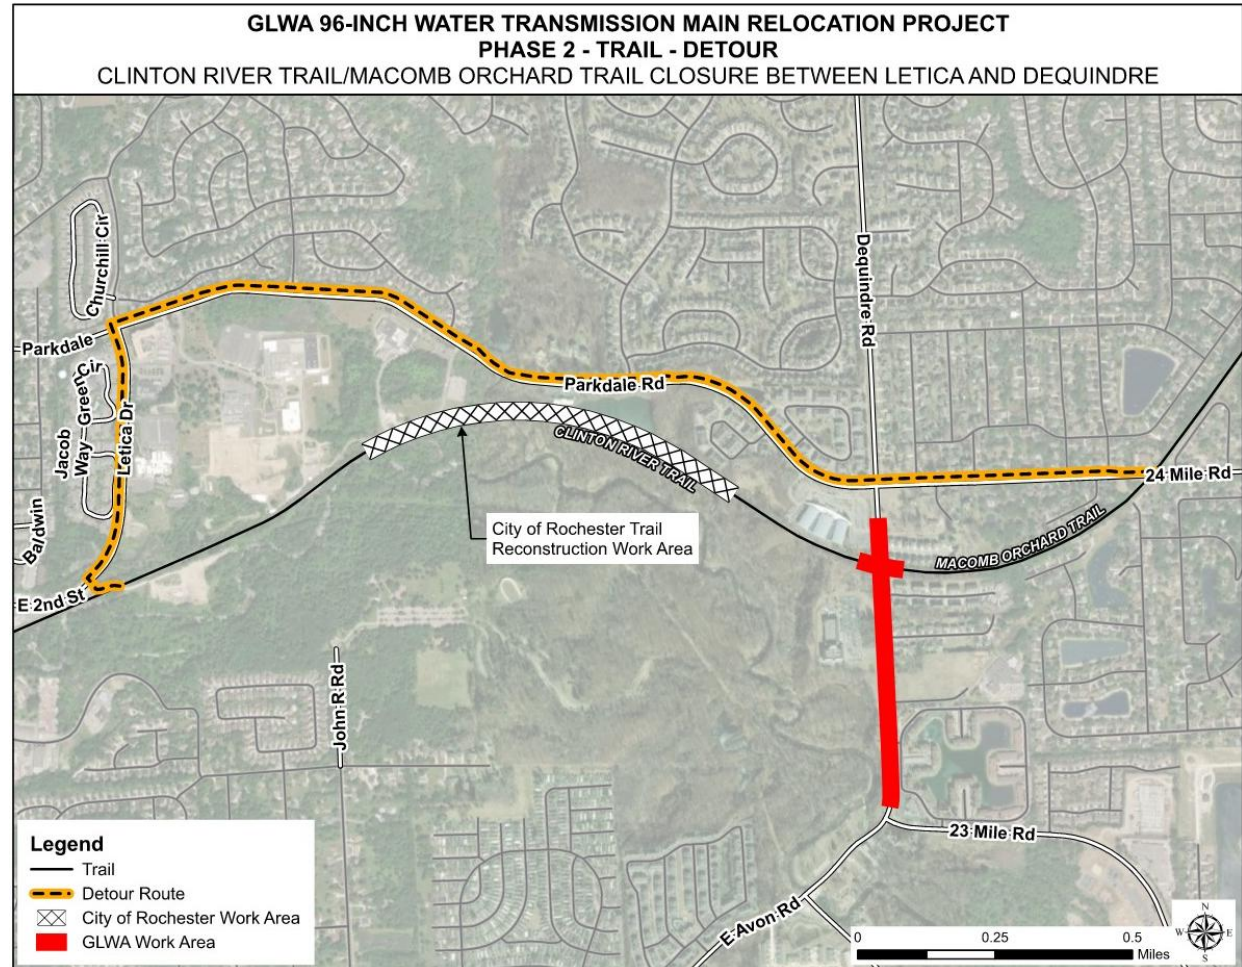 GLWA 96-INCH WATER TRANSMISSION MAIN RELOCATION PROJECT
PHASE 2 - TRAIL - DETOUR
CLINTON RIVER TRAIL/MACOMB ORCHARD TRAIL CLOSURE BETWEEN LETICA AND DEQUINDRE
Churchill Cir
Parkdale
Green Cir
Jacob
Way
Letica Dr
Baldwin
E 2nd St
Parkdale Rd
CLINTON RIVER TRAIL
City of Rochester Trail
Reconstruction Work Area
Dequindre Rd
24 Mile Rd
MACOMB ORCHARD TRAIL
John R Rd
23 Mile Rd
E Avon Rd
Legend
Trail
Detour Route
City of Rochester Work Area
GLWA Work Area
0 0.25 0.5
Miles
N
W E
S